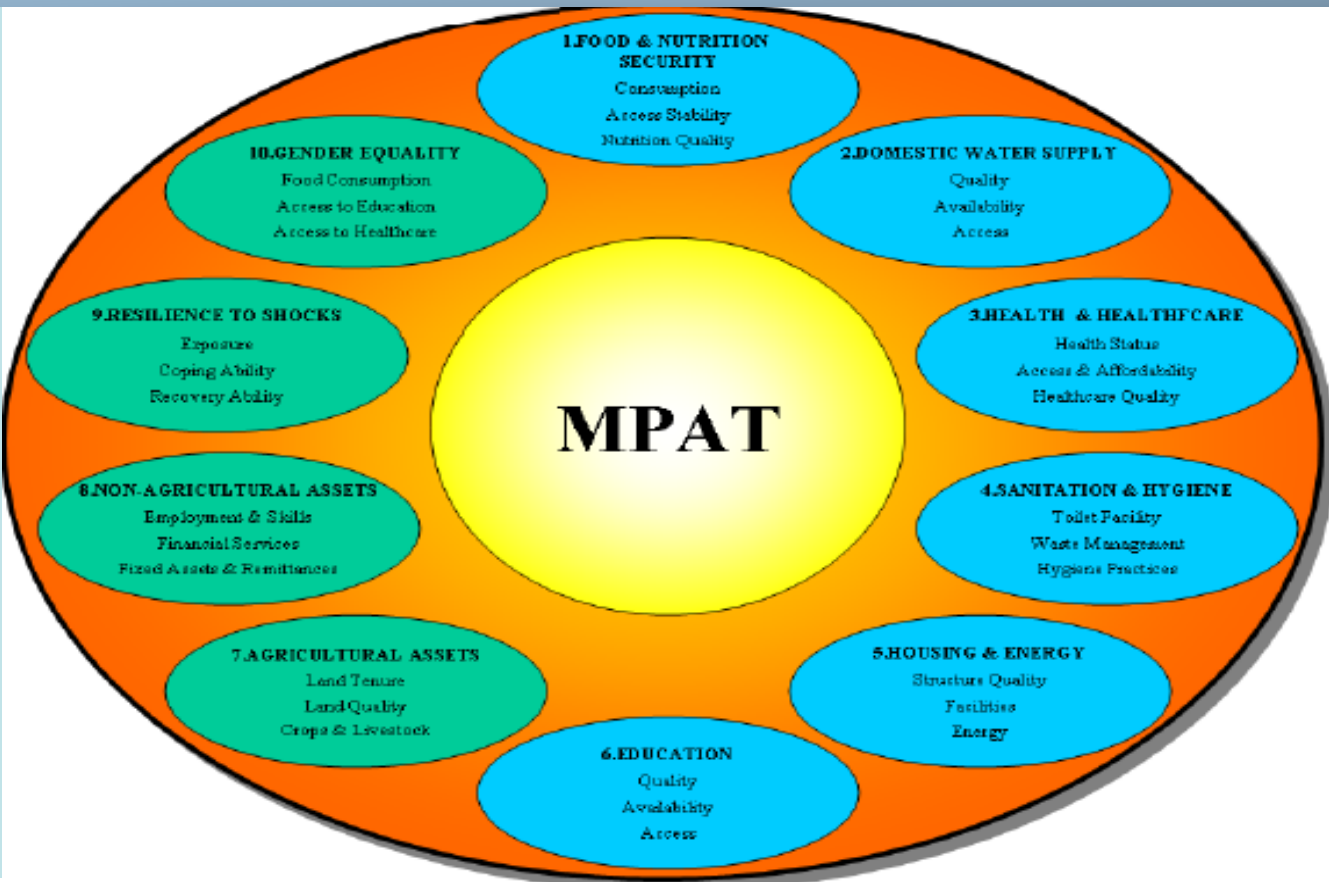 1.FOOD & NUTRITION
SECURITY
Consumption
Access Stability
Nutrition Quality
2.DOMESTIC WATER SUPPLY
Quality
Availability
Access
3.HEALTH & HEALTHFCARE
Health Status
Access & Affordability
Healthcare Quality
4.SANITATION & HYGIENE
Toilet Facility
Waste Management
Hygiene Practices
5.HOUSING & ENERGY
Structure Quality
Facilities
Energy
6.EDUCATION
Quality
Availability
Access
7.AGRICULTURAL ASSETS
Land Tenure
Land Quality
Crops & Livestock
8.NON-AGRICULTURAL ASSETS
Employment & Skills
Financial Services
Fixed Assets & Remittances
9.RESILIENCE TO SHOCKS
Exposure
Coping Ability
Recovery Ability
10.GENDER EQUALITY
Food Consumption
Access to Education
Access to Healthcare
MPAT